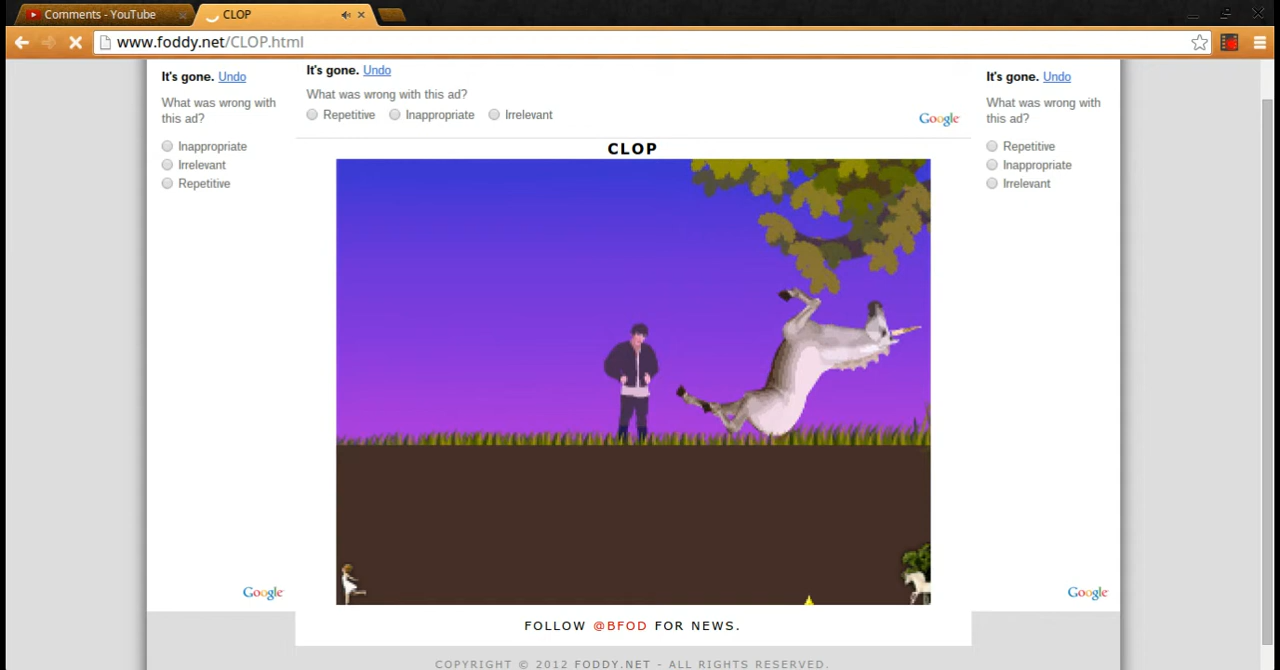 Comments - YouTube
CLOP
www.foddy.net/CLOP.html
It's gone. Undo
What was wrong with this ad?
Inappropriate
Irrelevant
Repetitive
Google
It's gone. Undo
What was wrong with this ad?
Repetitive Inappropriate Irrelevant
Google
It's gone. Undo
What was wrong with this ad?
Repetitive
Inappropriate
Irrelevant
Google
CLOP
FOLLOW @BFOD FOR NEWS.
COPYRIGHT © 2012 FODDY.NET - ALL RIGHTS RESERVED.